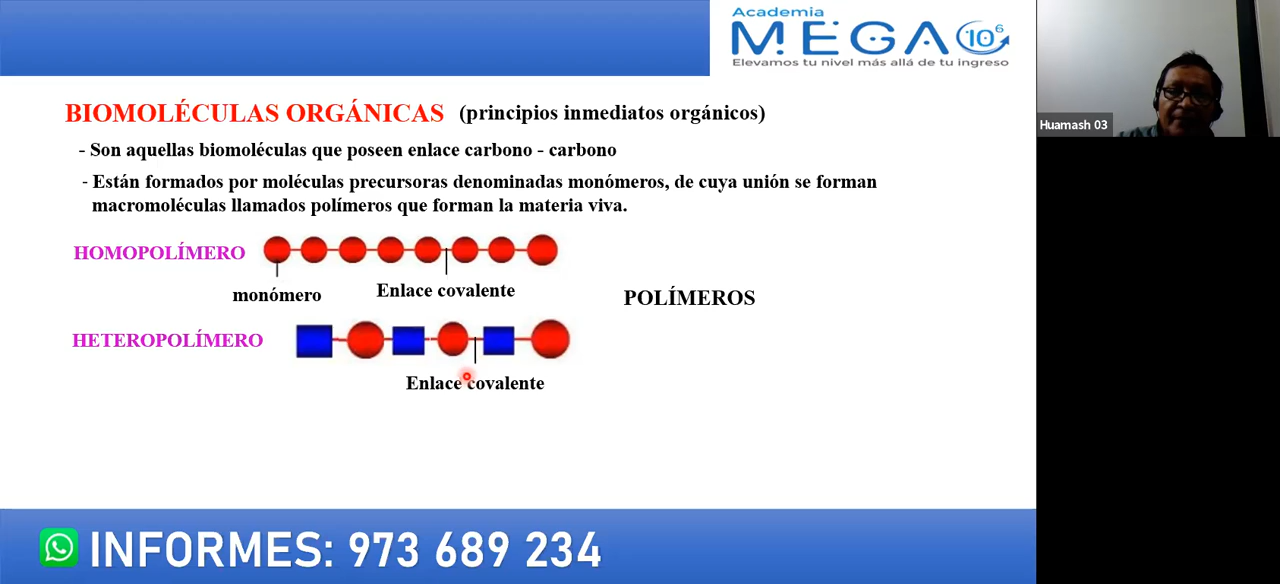 Academia
MEGA 10⁶
Elevamos tu nivel más allá de tu ingreso
Huamash 03
BIOMOLÉCULAS ORGÁNICAS (principios inmediatos orgánicos)
- Son aquellas biomoléculas que poseen enlace carbono - carbono
- Están formados por moléculas precursoras denominadas monómeros, de cuya unión se forman
macromoléculas llamados polímeros que forman la materia viva.
HOMOPOLÍMERO
monómero
Enlace covalente
POLÍMEROS
HETEROPOLÍMERO
Enlace covalente
INFORMES: 973 689 234